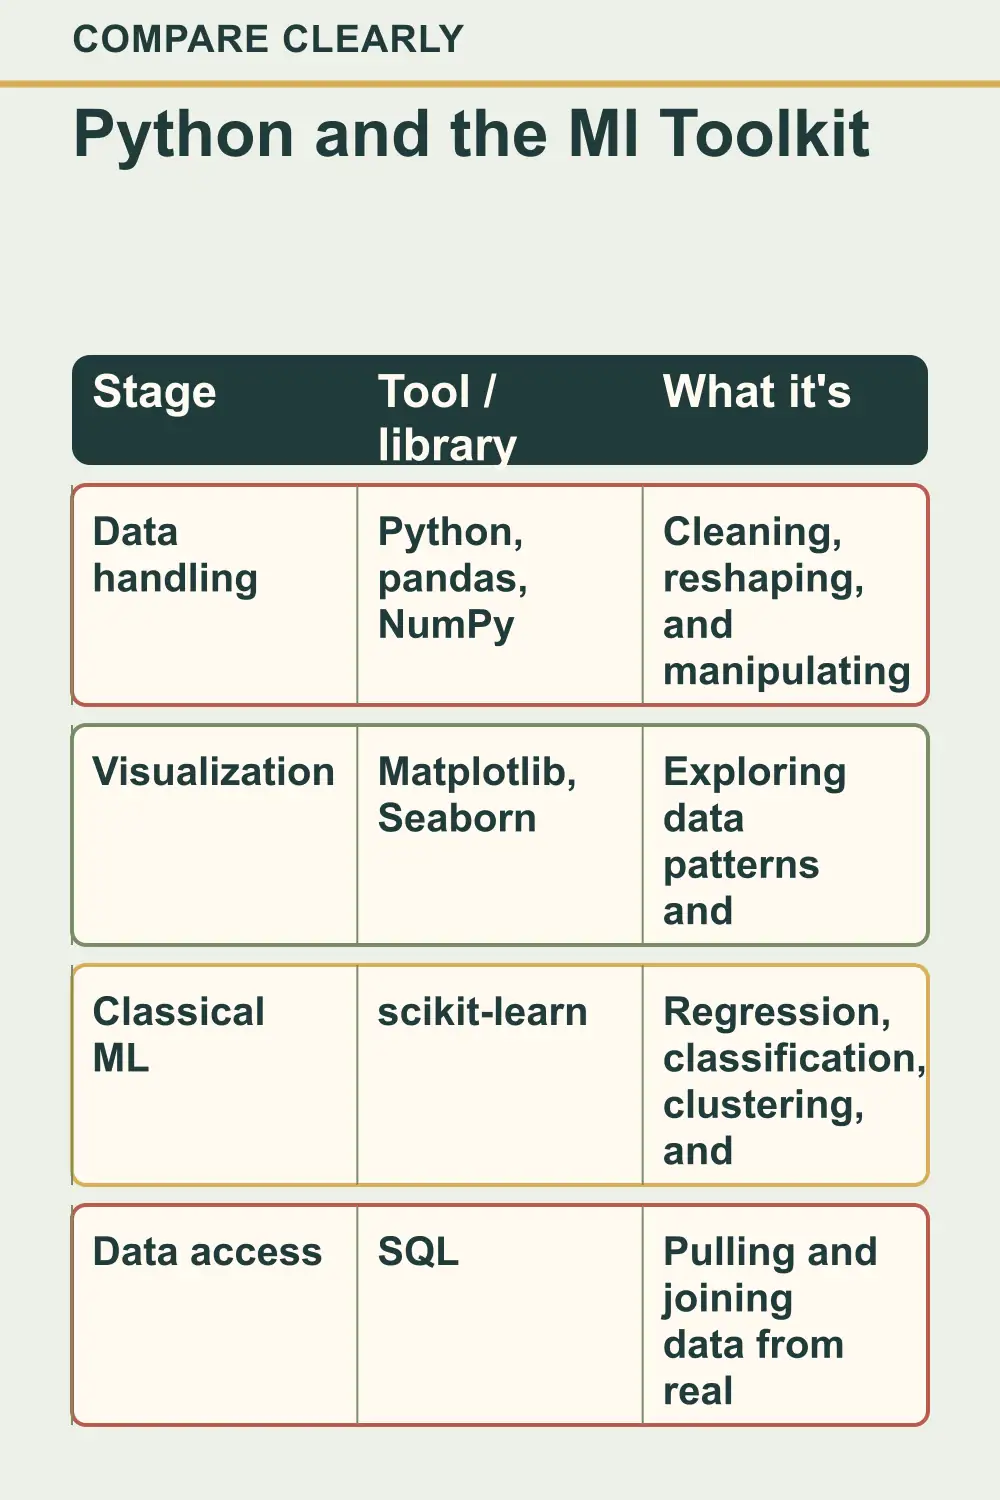 COMPARE CLEARLY
Python and the Ml Toolkit
Stage
Tool /
library
What it's
Data
handling
Python,
pandas,
NumPy
Cleaning,
reshaping,
and
manipulating
Visualization
Matplotlib,
Seaborn
Exploring
data
patterns
and
Classical
ML
scikit-learn
Regression,
classification,
clustering,
and
Data access
SQL
Pulling and
joining
data from
real